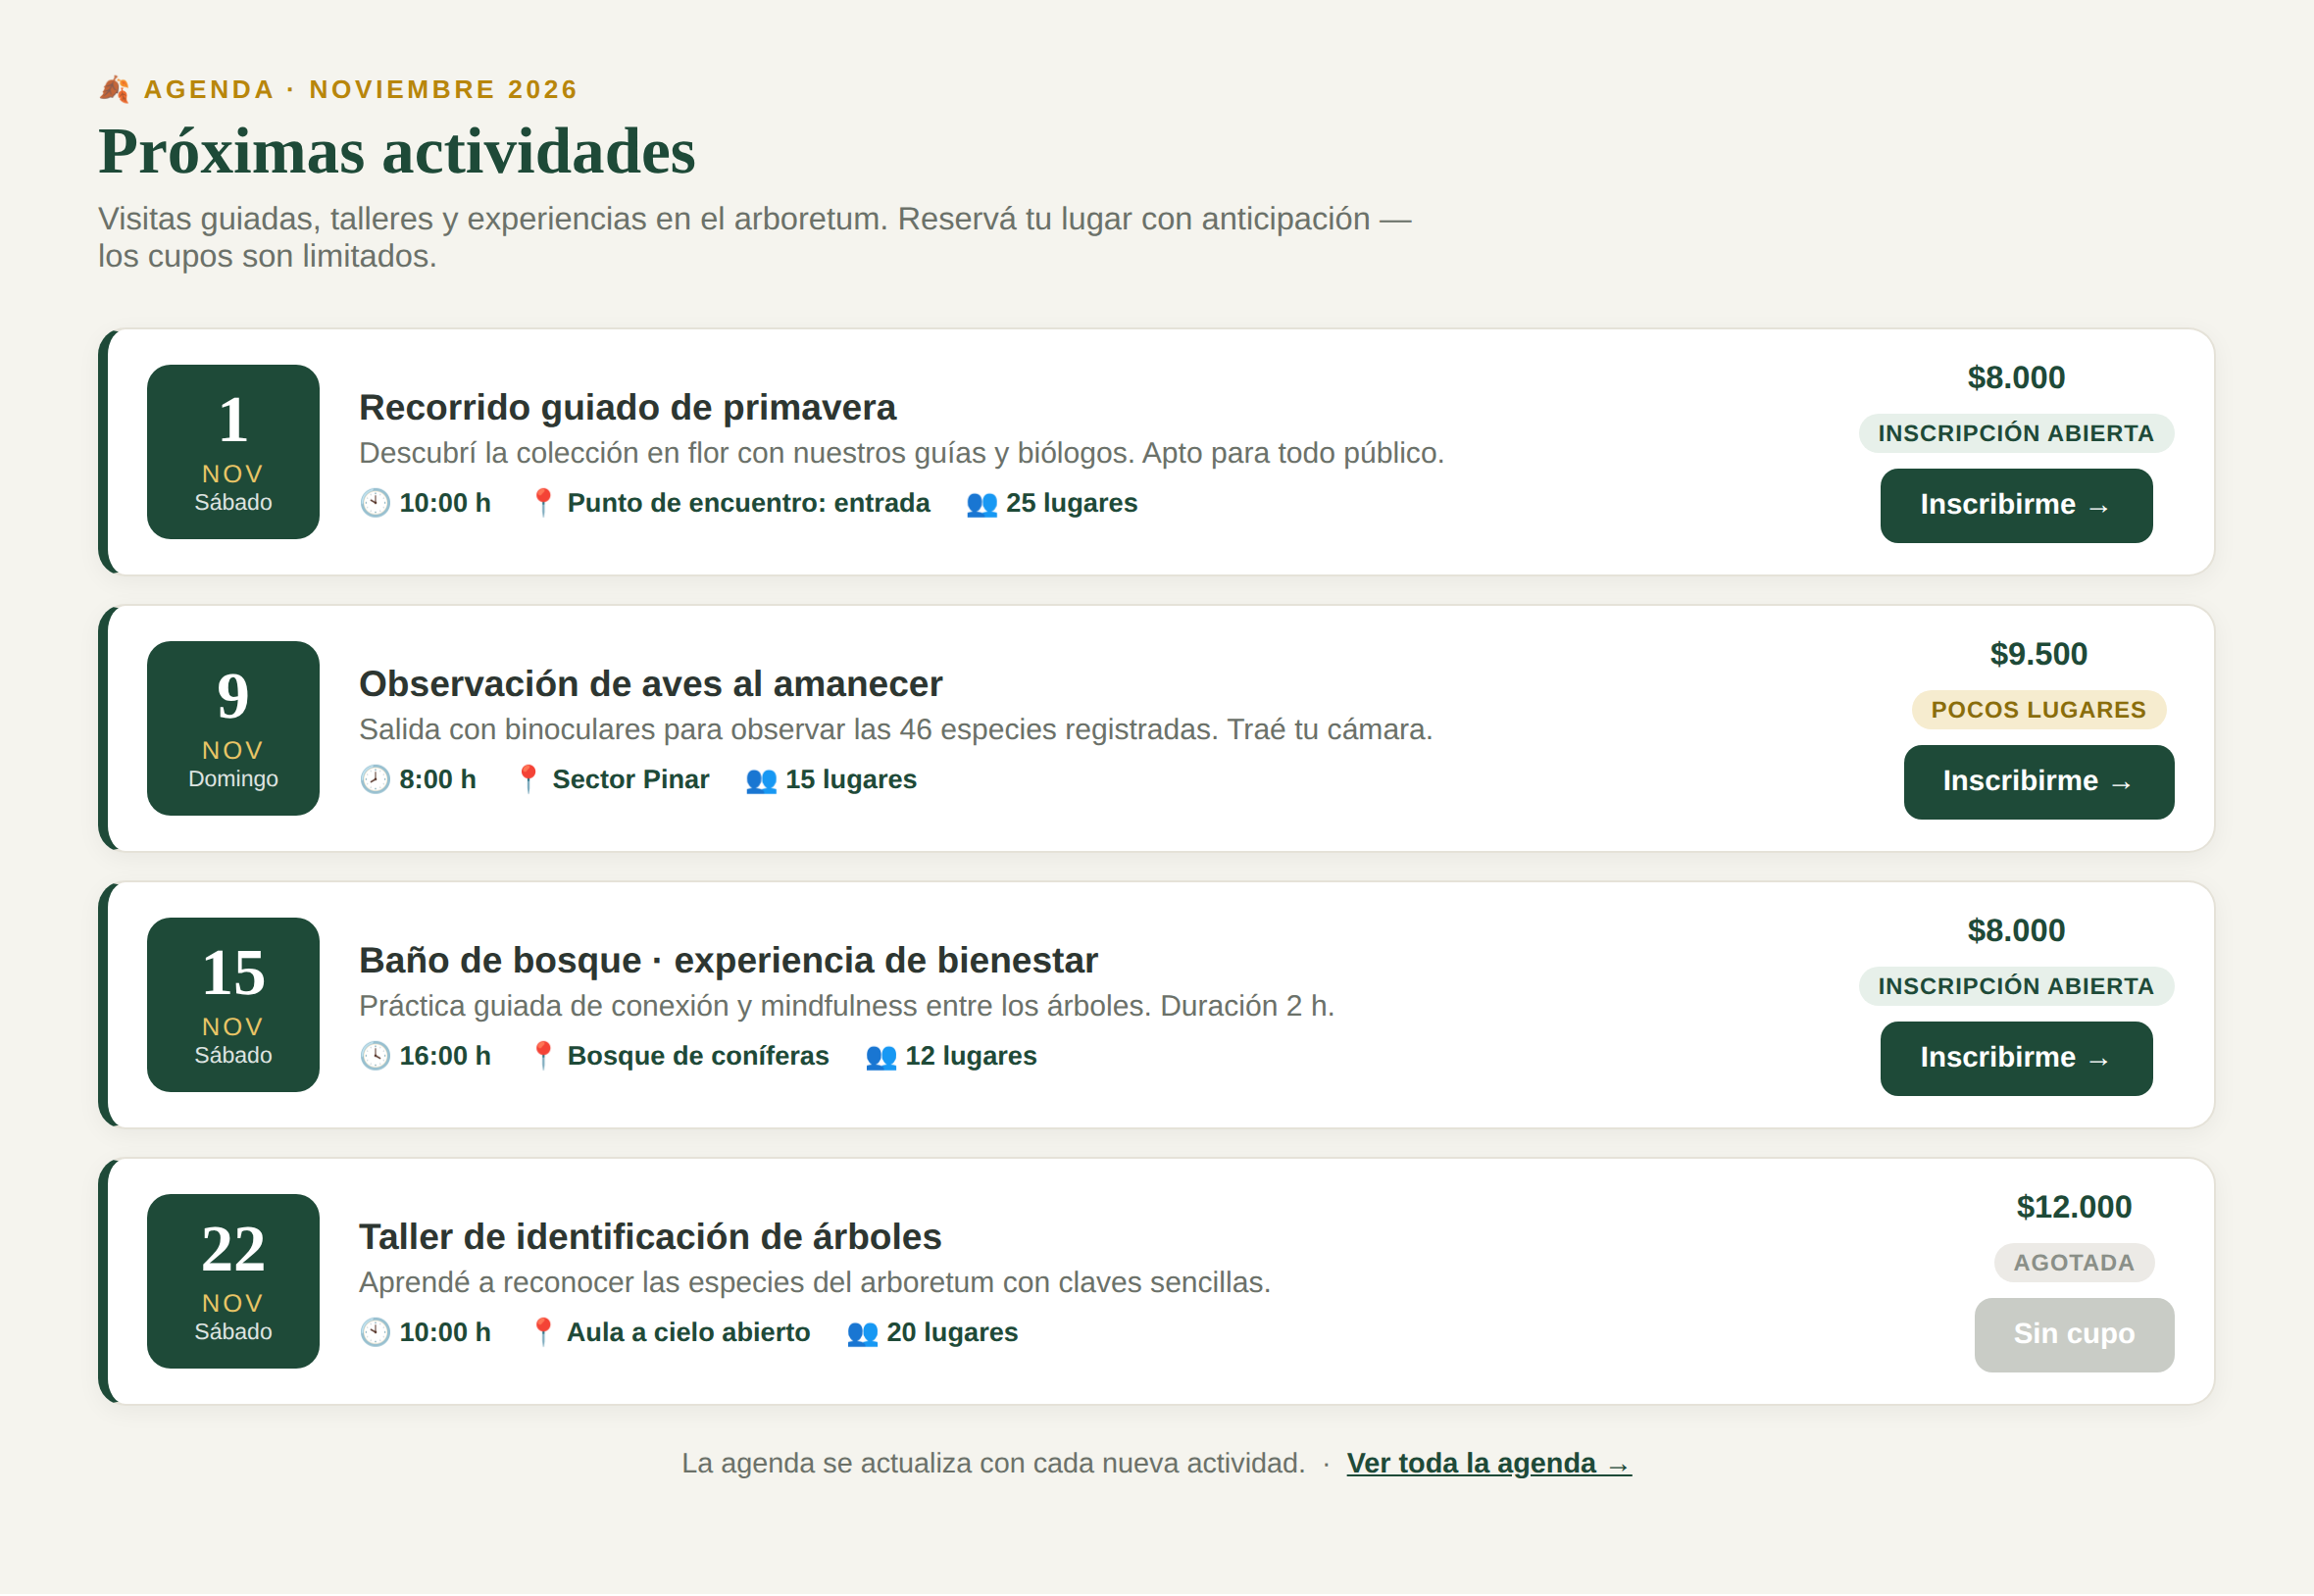 🍂 AGENDA · NOVIEMBRE 2026
Próximas actividades
Visitas guiadas, talleres y experiencias en el arboretum. Reservá tu lugar con anticipación —
los cupos son limitados.
1
NOV
Sábado
Recorrido guiado de primavera
Descubrí la colección en flor con nuestros guías y biólogos. Apto para todo público.
🕙 10:00 h 📍 Punto de encuentro: entrada 👥 25 lugares
$8.000
INSCRIPCIÓN ABIERTA
Inscribirme →
9
NOV
Domingo
Observación de aves al amanecer
Salida con binoculares para observar las 46 especies registradas. Traé tu cámara.
🕗 8:00 h 📍 Sector Pinar 👥 15 lugares
$9.500
POCOS LUGARES
Inscribirme →
15
NOV
Sábado
Baño de bosque · experiencia de bienestar
Práctica guiada de conexión y mindfulness entre los árboles. Duración 2 h.
🕓 16:00 h 📍 Bosque de coníferas 👥 12 lugares
$8.000
INSCRIPCIÓN ABIERTA
Inscribirme →
22
NOV
Sábado
Taller de identificación de árboles
Aprendé a reconocer las especies del arboretum con claves sencillas.
🕙 10:00 h 📍 Aula a cielo abierto 👥 20 lugares
$12.000
AGOTADA
Sin cupo
La agenda se actualiza con cada nueva actividad. · Ver toda la agenda →